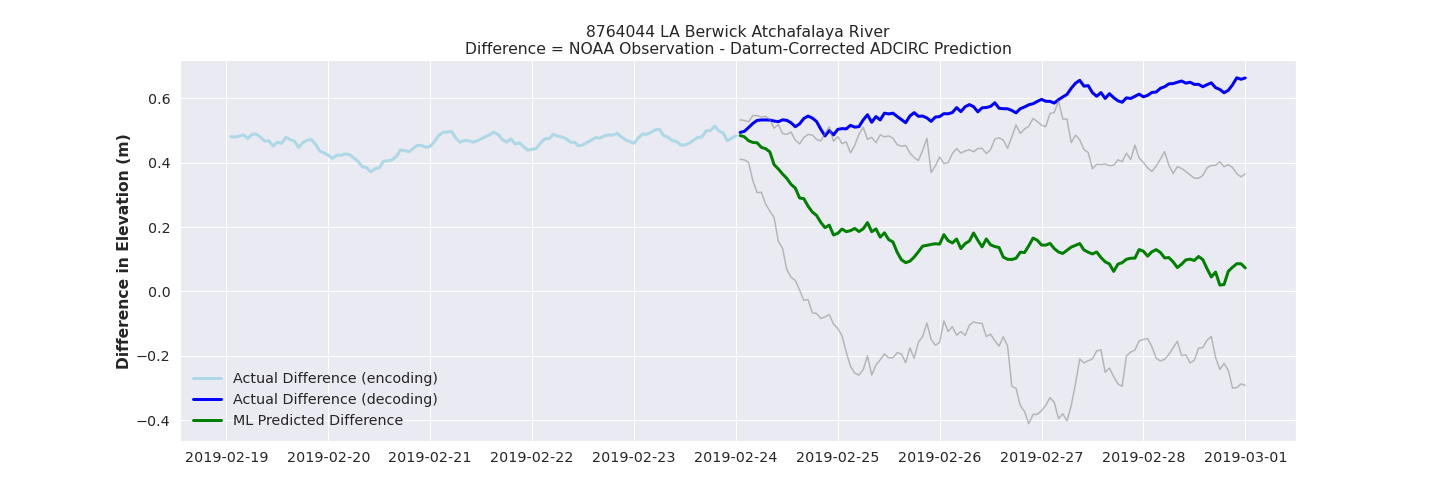 8764044 LA Berwick Atchafalaya River
Difference = NOAA Observation - Datum-Corrected ADCIRC Prediction
Difference in Elevation (m)
0.6
0.4
0.2
0.0
−0.2
−0.4
Actual Difference (encoding)
Actual Difference (decoding)
ML Predicted Difference
2019-02-19 2019-02-20 2019-02-21 2019-02-22 2019-02-23 2019-02-24 2019-02-25 2019-02-26 2019-02-27 2019-02-28 2019-03-01